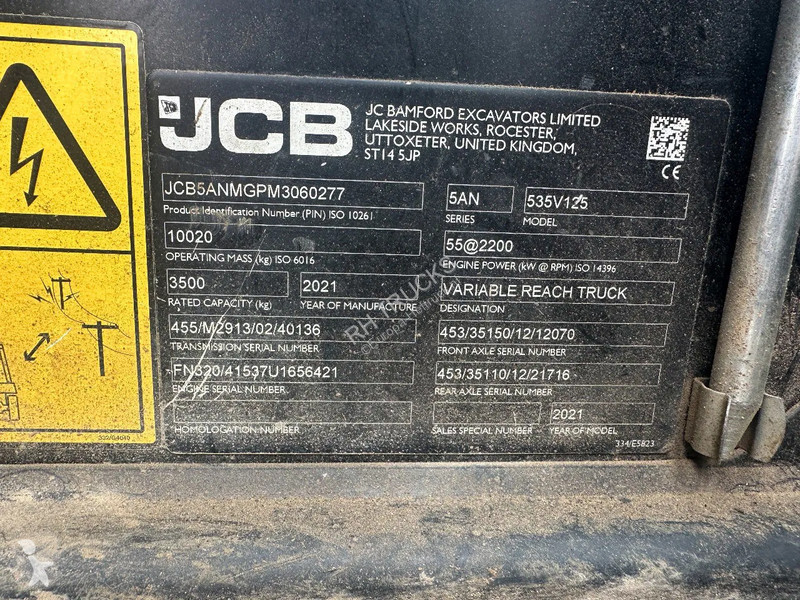 JCB
JC BAMFORD EXCAVATORS LIMITED
LAKESIDE WORKS, ROCESTER,
UTTOXETER, UNITED KINGDOM,
ST14 5JP
CE
JCB5ANMGPM3060277
Product Identification Number (PIN) ISO 10261
5AN
SERIES
535V125
MODEL
10020
OPERATING MASS (kg) ISO 6016
55@2200
ENGINE POWER (kW @ RPM) ISO 14396
3500
RATED CAPACITY (kg)
2021
YEAR OF MANUFACTURE
VARIABLE REACH TRUCK
DESIGNATION
455/M2913/02/40136
TRANSMISSION SERIAL NUMBER
453/35150/12/12070
FRONT AXLE SERIAL NUMBER
FN320/41537U1656421
ENGINE SERIAL NUMBER
453/35110/12/21716
REAR AXLE SERIAL NUMBER
HOMOLOGATION NUMBER
SALES SPECIAL NUMBER
2021
YEAR OF MODEL
334/E5823
RH TRUCKS